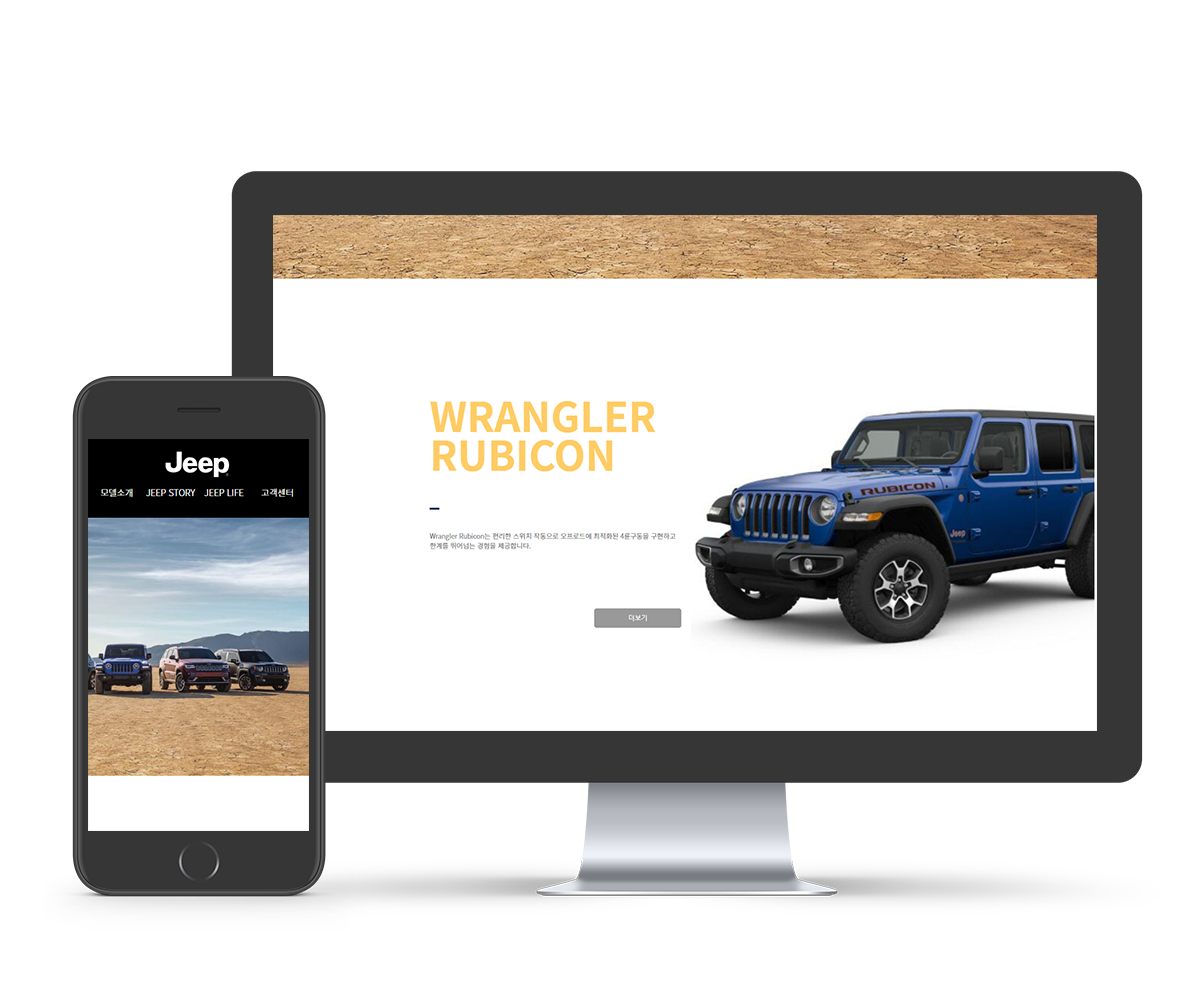 WRANGLER
RUBICON
Wrangler Rubicon는 편리한 스위치 작동으로 오프로드에 최적화된 4륜구동을 구현하고
한계를 뛰어넘는 경험을 제공합니다.
더보기
RUBICON
Jeep
Jeep
모델소개 JEEP STORY JEEP LIFE 고객센터